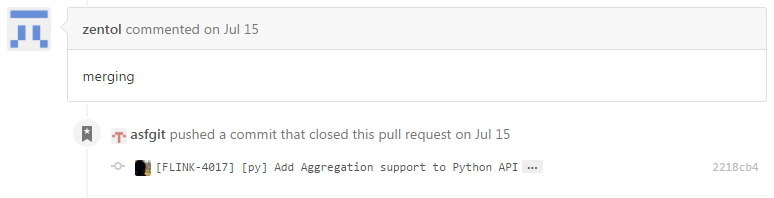 zentol commented on Jul 15
merging
asfgit pushed a commit that closed this pull request on Jul 15
[FLINK-4017] [py] Add Aggregation support to Python API ... 2218cb4